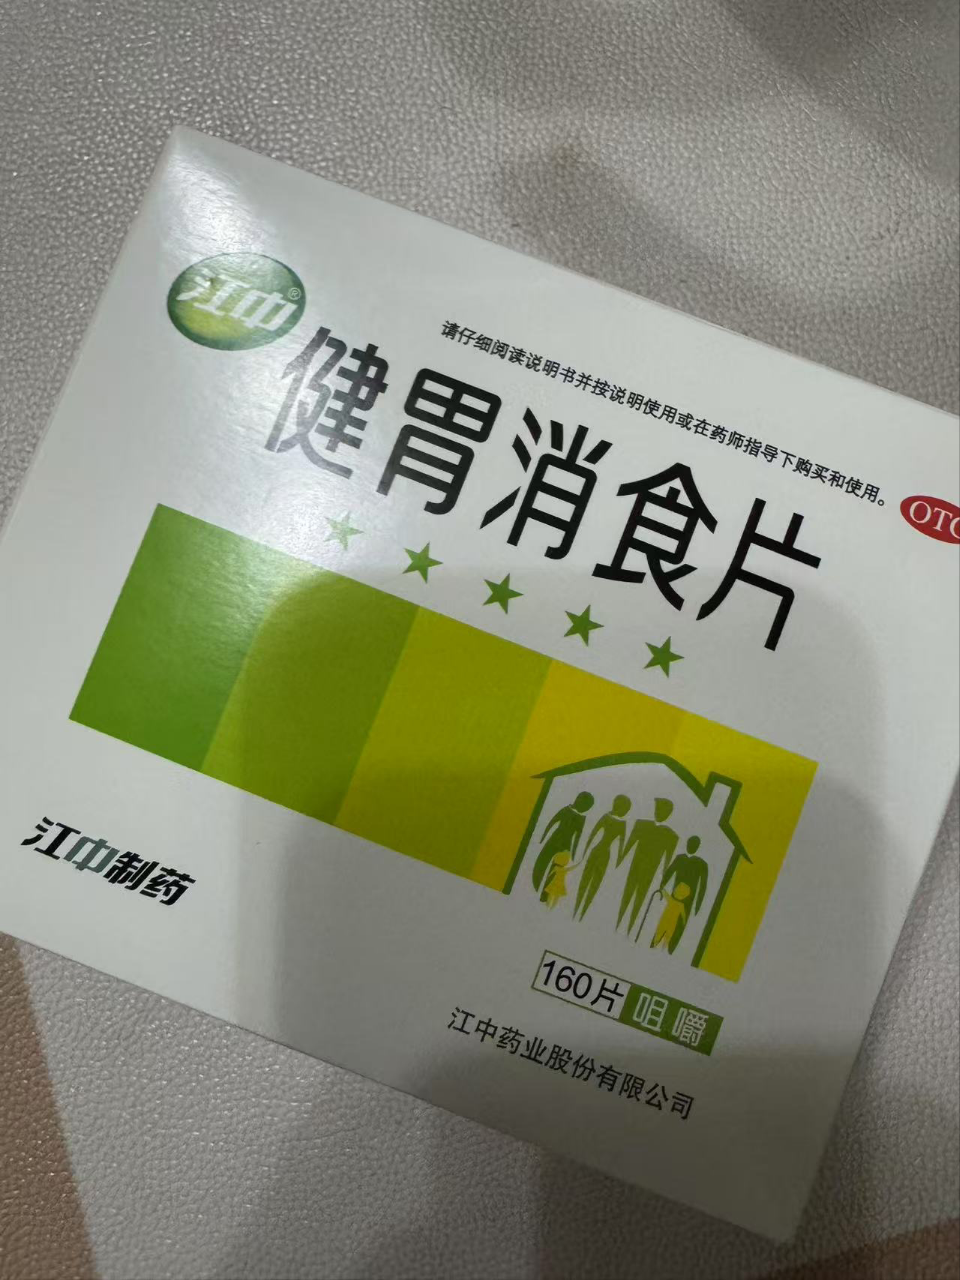 江中®
请仔细阅读说明书并按说明使用或在药师指导下购买和使用。
OTC
健胃消食片
江中制药
160片 咀嚼
江中药业股份有限公司